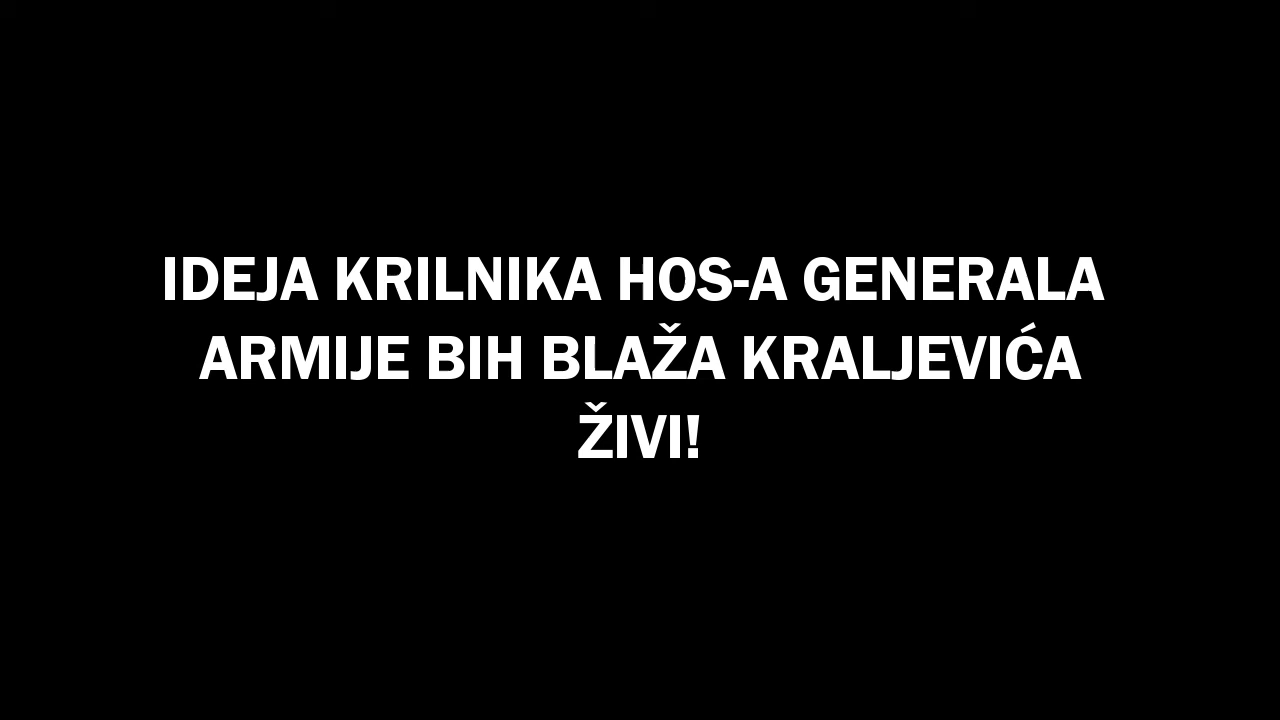 IDEJA KRILNIKA HOS-A GENERALA
ARMIJE BIH BLAŽA KRALJEVIĆA
ŽIVI!